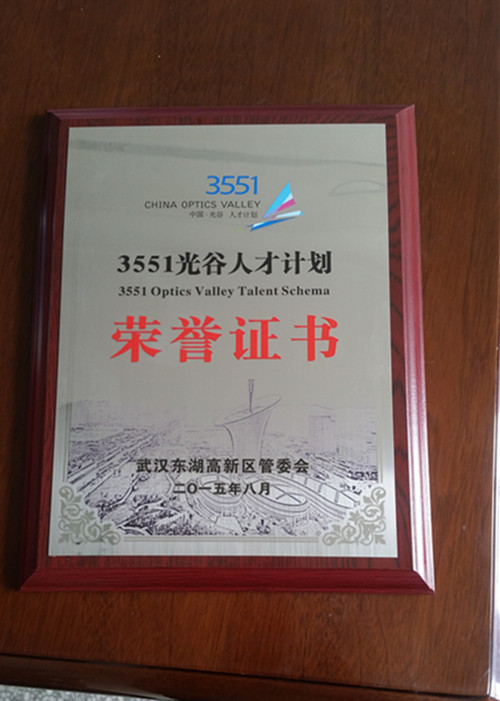 3551
CHINA OPTICS VALLEY
中国·光谷 人才计划
3551光谷人才计划
3551 Optics Valley Talent Schema
荣誉证书
武汉东湖高新区管委会
二〇一五年八月